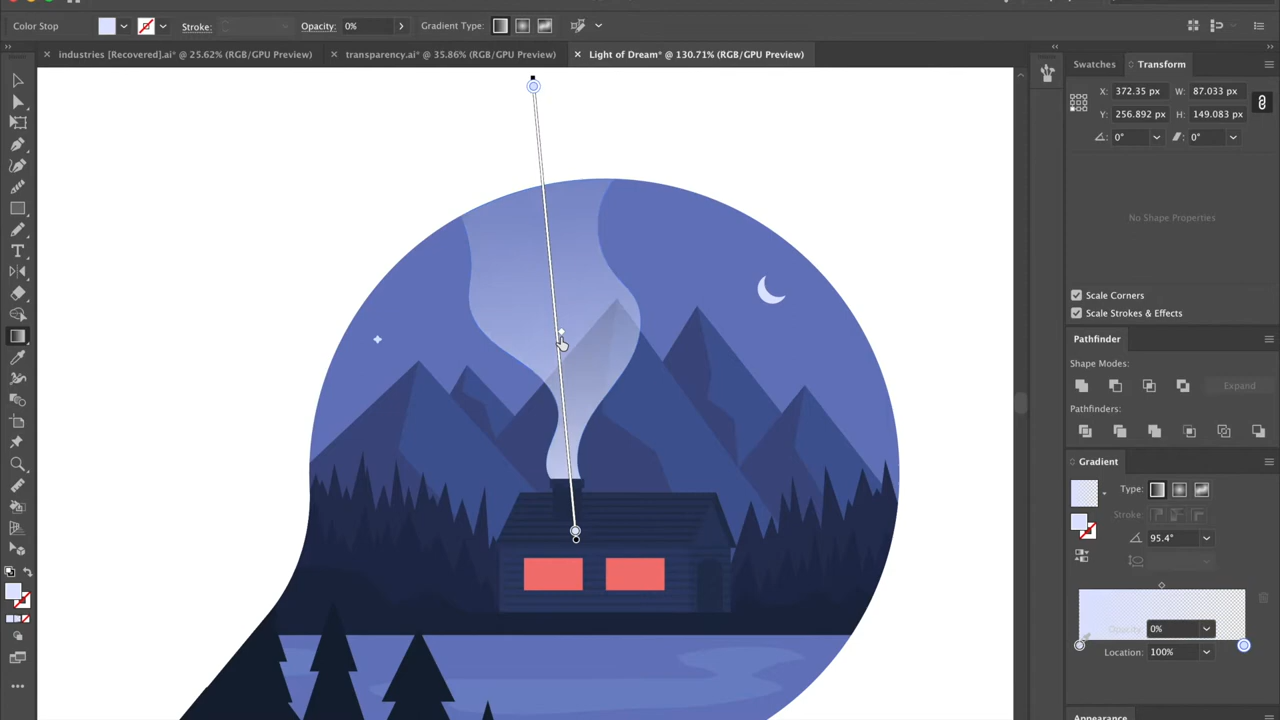 Color Stop Stroke: Opacity: 0% Gradient Type:
industries [Recovered].ai* @ 25.62% (RGB/GPU Preview) transparency.ai* @ 35.86% (RGB/GPU Preview) Light of Dream* @ 130.71% (RGB/GPU Preview)
Swatches Transform
X: 372.35 px W: 87.033 px
Y: 256.892 px H: 149.083 px
0° 0°
No Shape Properties
Scale Corners
Scale Strokes & Effects
Pathfinder
Shape Modes:
Expand
Pathfinders:
Gradient
Type:
Stroke:
95.4°
Opacity: 0%
Location: 100%
Appearance